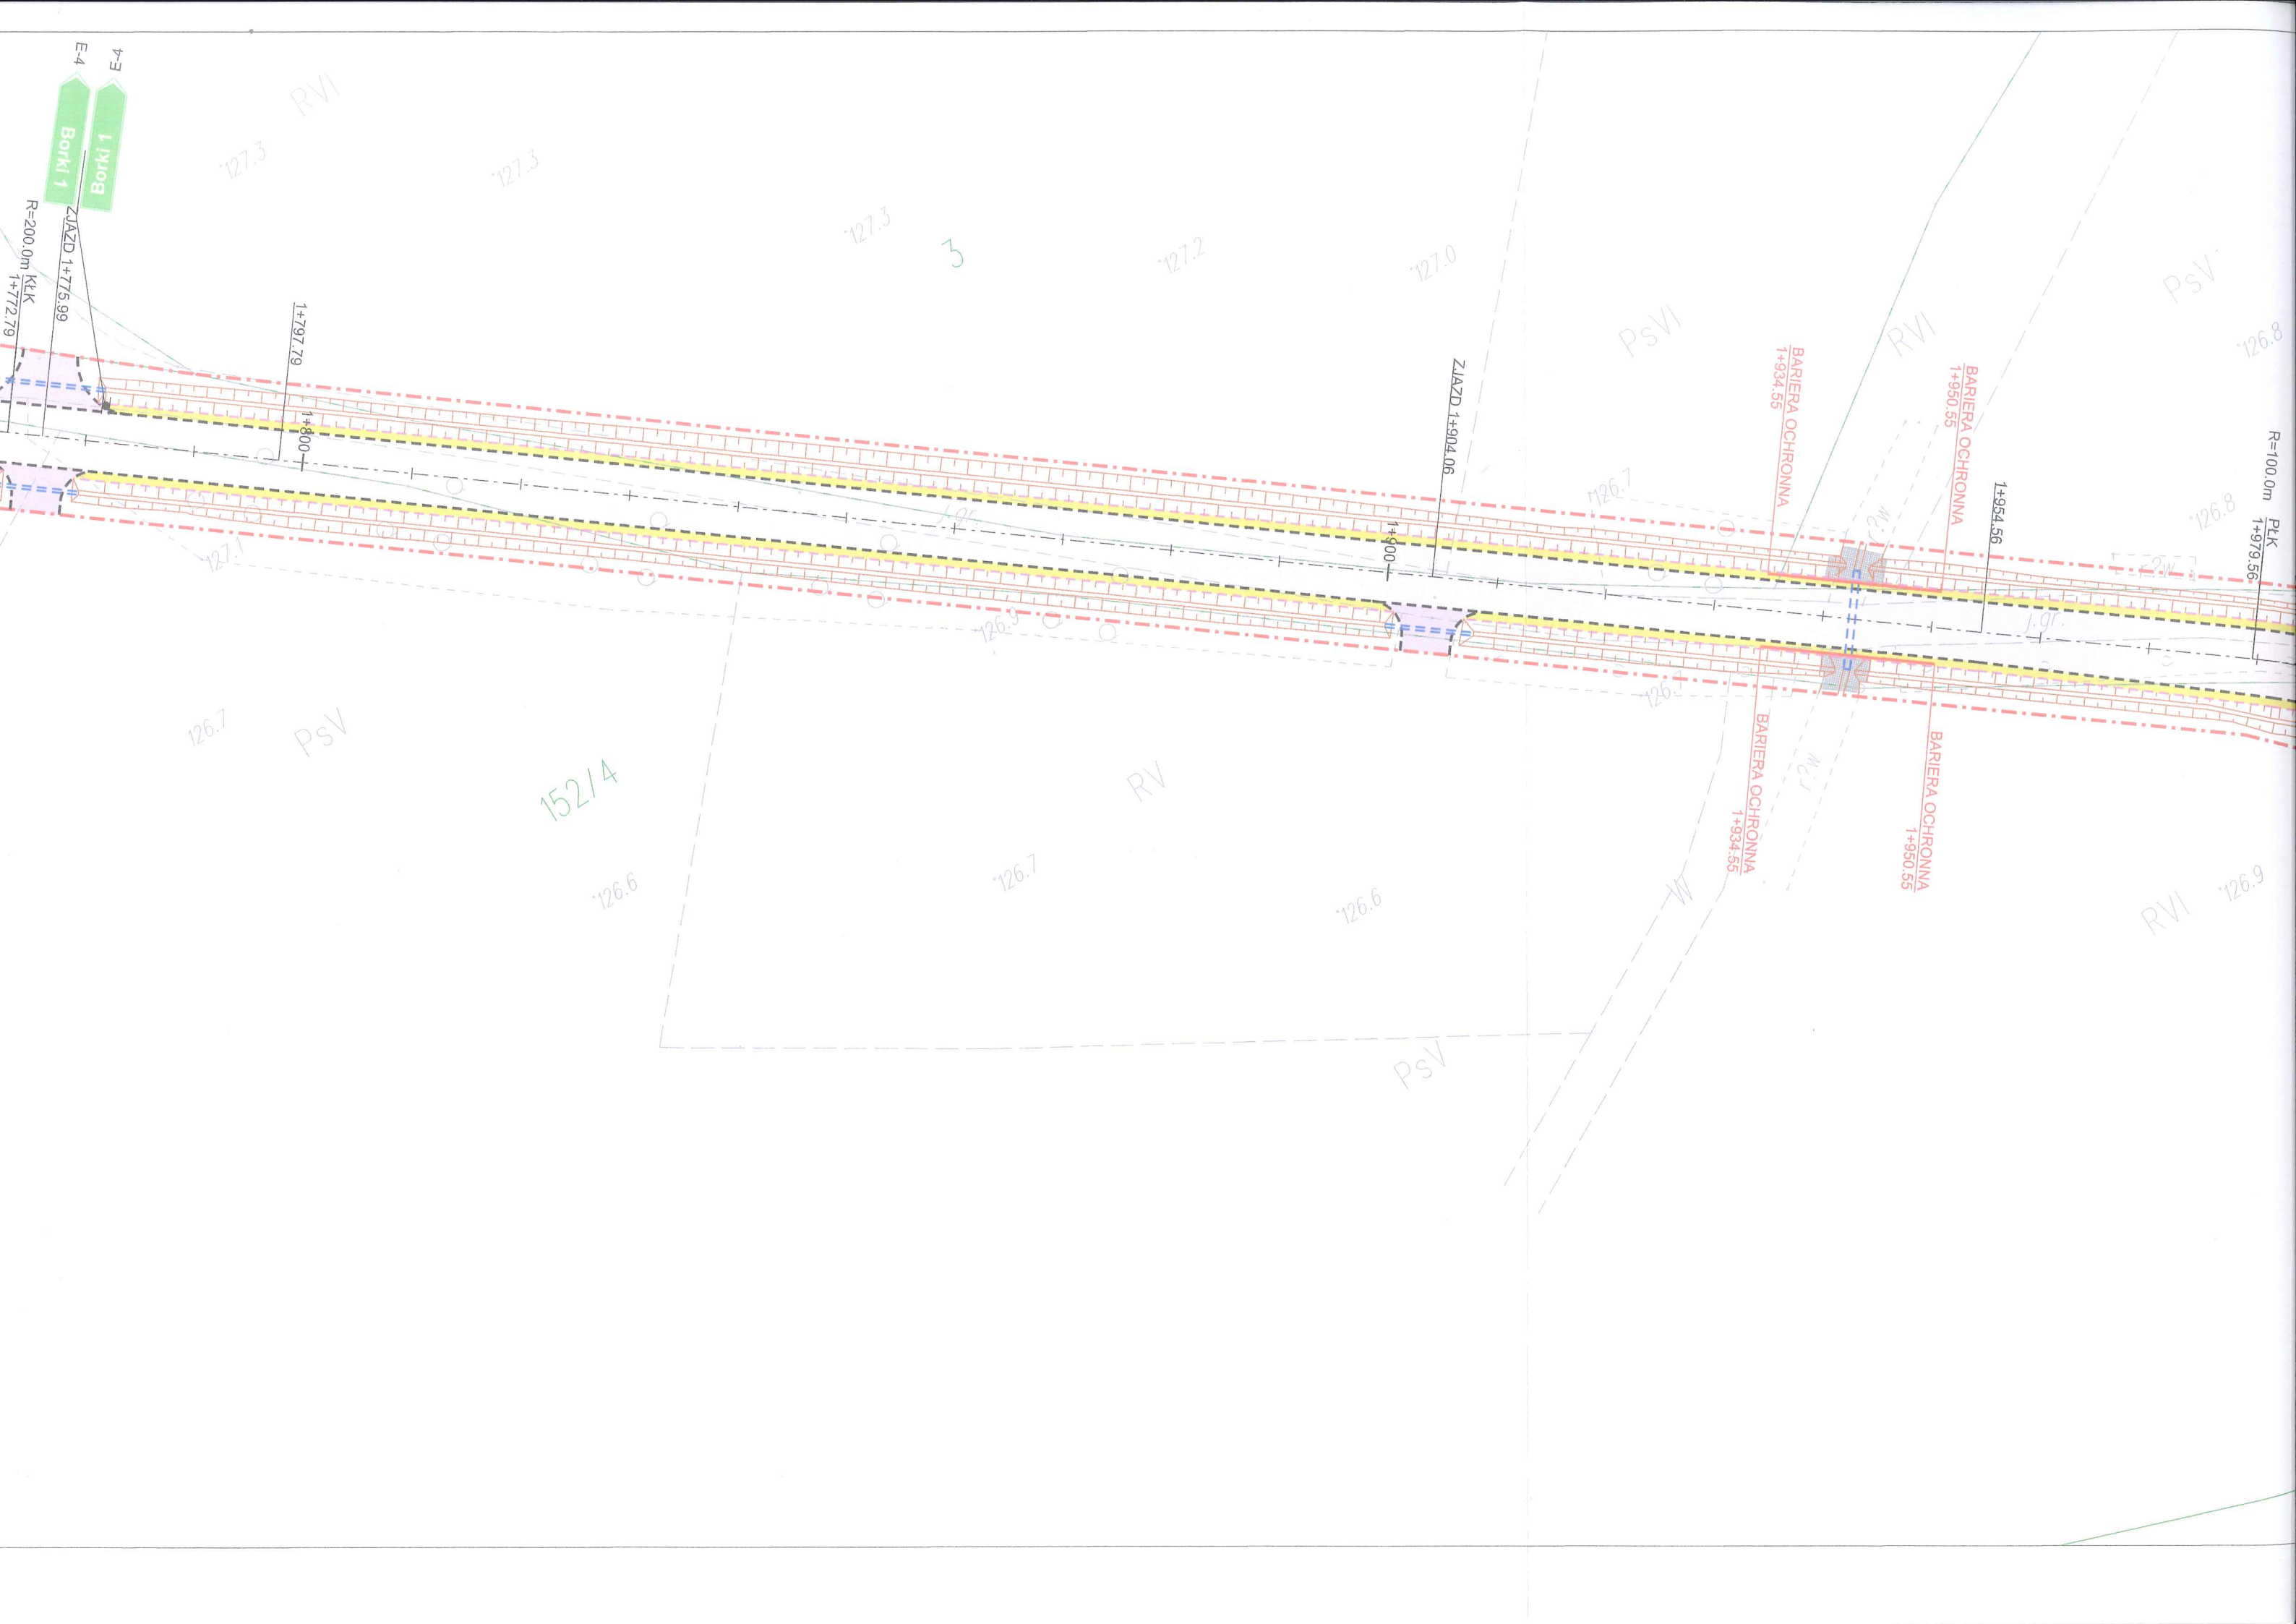 E-4
E-4
Borki 1
Borki 1
RVI
127.3
127.3
127.3
3
127.2
127.0
R=200.0m KŁK
1+772.79
ZJAZD 1+775.99
1+797.79
1+800
ZJAZD 1+904.06
1+900
PsVI
RVI
PsV
126.8
BARIERA OCHRONNA
1+934.55
BARIERA OCHRONNA
1+950.55
1+954.56
R=100.0m PŁK
1+979.56
126.7
126.8
r?w
r?w
j.gr.
j.gr.
127.1
126.9
126.7
PsV
152/4
RV
126.6
126.7
126.6
r?w
BARIERA OCHRONNA
1+934.55
BARIERA OCHRONNA
1+950.55
W
RVI
126.9
PsV